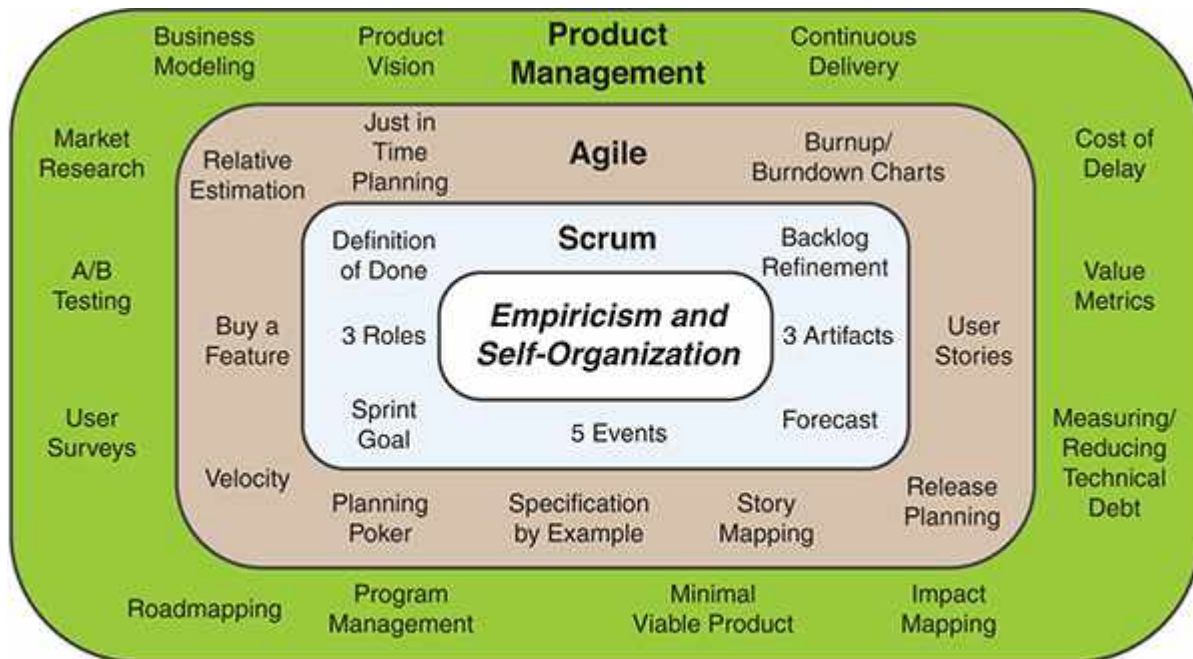 Business
Modeling
Product
Vision
Product
Management
Continuous
Delivery
Market
Research
Cost of
Delay
A/B
Testing
Value
Metrics
User
Surveys
Measuring/
Reducing
Technical
Debt
Roadmapping
Program
Management
Minimal
Viable Product
Impact
Mapping
Relative
Estimation
Just in
Time
Planning
Agile
Burnup/
Burndown Charts
Buy a
Feature
User
Stories
Velocity
Planning
Poker
Specification
by Example
Story
Mapping
Release
Planning
Definition
of Done
Scrum
Backlog
Refinement
3 Roles
3 Artifacts
Sprint
Goal
5 Events
Forecast
Empiricism and
Self-Organization